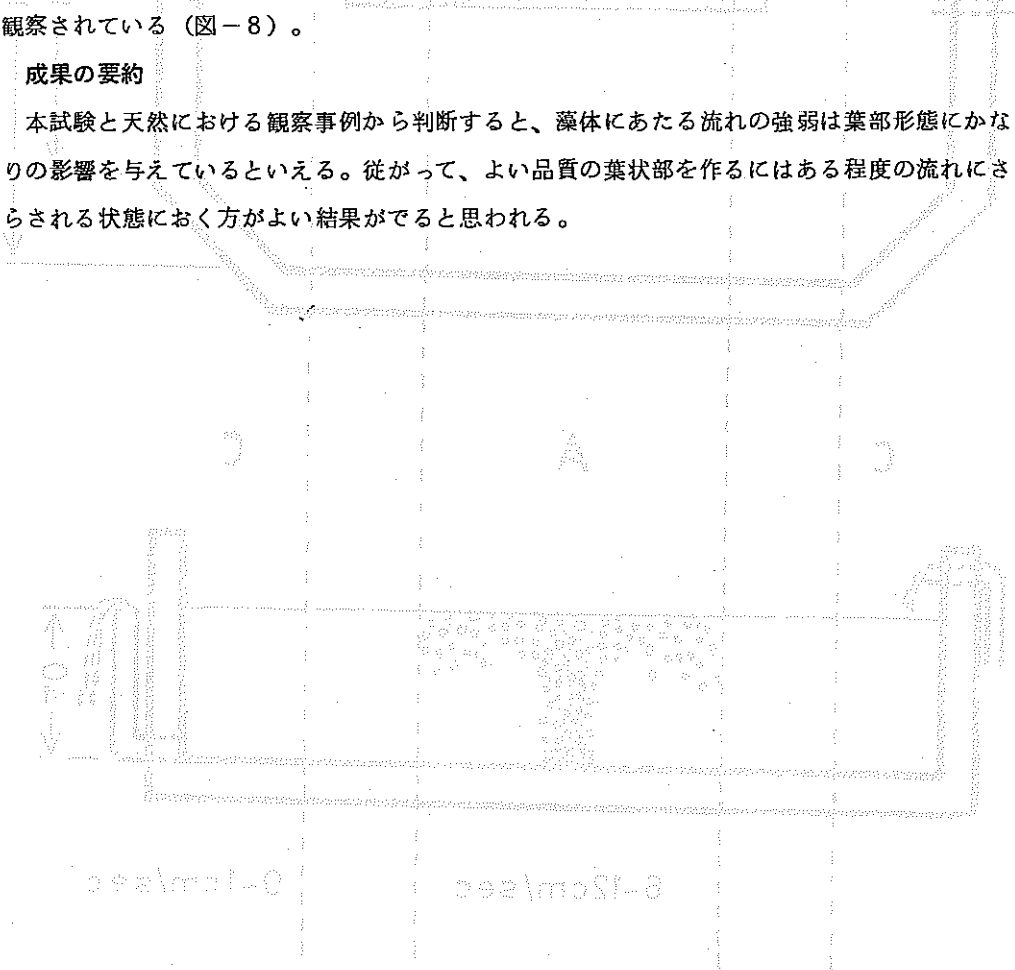 観察されている（図－８）。
成果の要約
本試験と天然における観察事例から判断すると、藻体にあたる流れの強弱は葉部形態にかな
りの影響を与えているといえる。従がって、よい品質の葉状部を作るにはある程度の流れにさ
らされる状態におく方がよい結果がでると思われる。
C
A
C
0-1cm/sec
6-12cm/sec